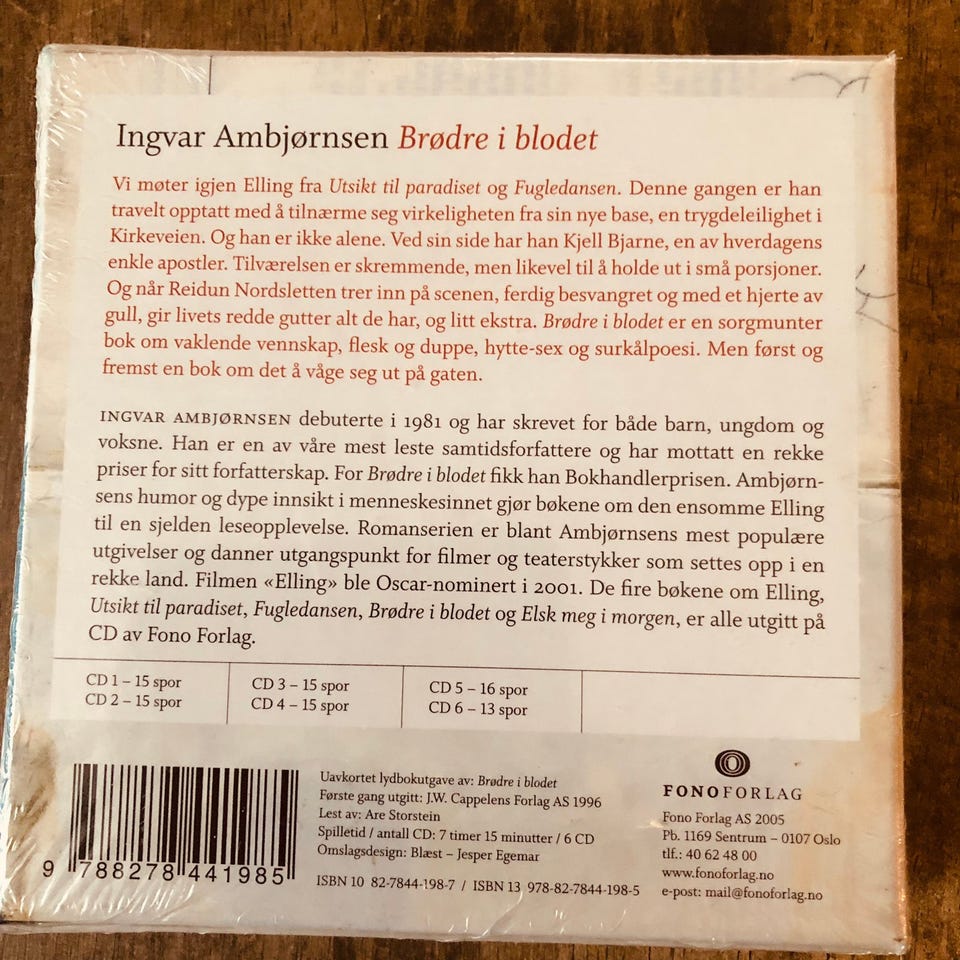 Ingvar Ambjørnsen Brødre i blodet
Vi møter igjen Elling fra Utsikt til paradiset og Fugledansen. Denne gangen er han
travelt opptatt med å tilnærme seg virkeligheten fra sin nye base, en trygdeleilighet i
Kirkeveien. Og han er ikke alene. Ved sin side har han Kjell Bjarne, en av hverdagens
enkle apostler. Tilværelsen er skremmende, men likevel til å holde ut i små porsjoner.
Og når Reidun Nordsletten trer inn på scenen, ferdig besvangret og med et hjerte av
gull, gir livets redde gutter alt de har, og litt ekstra. Brødre i blodet er en sorgmunter
bok om vaklende vennskap, flesk og duppe, hytte-sex og surkålpoesi. Men først og
fremst en bok om det å våge seg ut på gaten.
INGVAR AMBJØRNSEN debuterte i 1981 og har skrevet for både barn, ungdom og
voksne. Han er en av våre mest leste samtidsforfattere og har mottatt en rekke
priser for sitt forfatterskap. For Brødre i blodet fikk han Bokhandlerprisen. Ambjørn-
sens humor og dype innsikt i menneskesinnet gjør bøkene om den ensomme Elling
til en sjelden leseopplevelse. Romanserien er blant Ambjørnsens mest populære
utgivelser og danner utgangspunkt for filmer og teaterstykker som settes opp i en
rekke land. Filmen «Elling» ble Oscar-nominert i 2001. De fire bøkene om Elling,
Utsikt til paradiset, Fugledansen, Brødre i blodet og Elsk meg i morgen, er alle utgitt på
CD av Fono Forlag.
CD 1 – 15 spor
CD 2 – 15 spor
CD 3 – 15 spor
CD 4 – 15 spor
CD 5 – 16 spor
CD 6 – 13 spor
9 788278 441985
Uavkortet lydbokutgave av: Brødre i blodet
Første gang utgitt: J.W. Cappelens Forlag AS 1996
Lest av: Are Storstein
Spilletid / antall CD: 7 timer 15 minutter / 6 CD
Omslagsdesign: Blæst – Jesper Egemar
ISBN 10 82-7844-198-7 / ISBN 13 978-82-7844-198-5
FONOFORLAG
Fono Forlag AS 2005
Pb. 1169 Sentrum – 0107 Oslo
tlf.: 40 62 48 00
www.fonoforlag.no
e-post: mail@fonoforlag.no